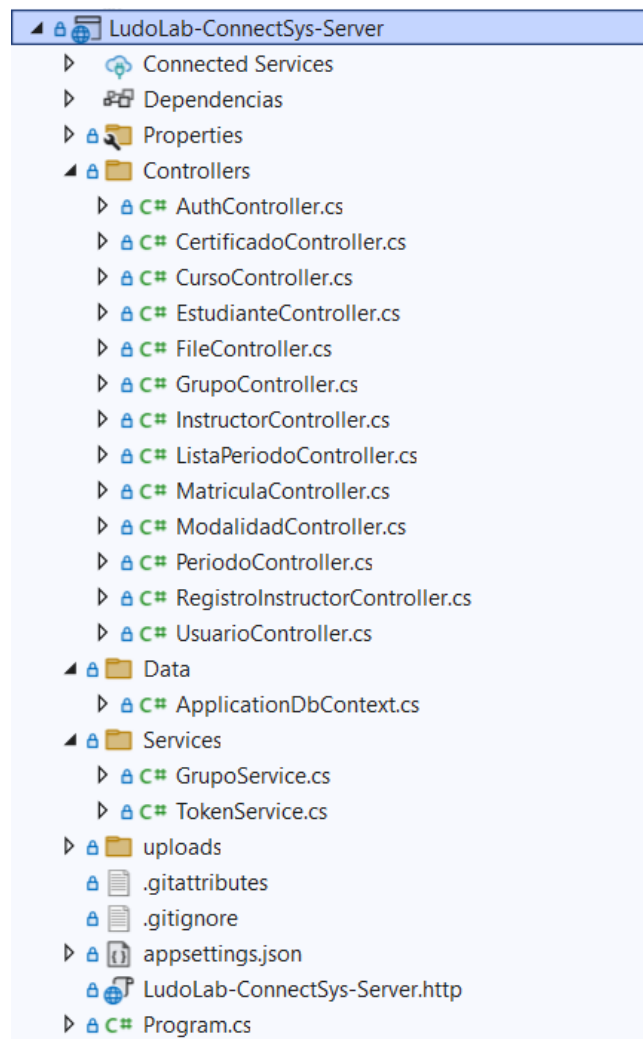 LudoLab-ConnectSys-Server
Connected Services
Dependencias
Properties
Controllers
C# AuthController.cs
C# CertificadoController.cs
C# CursoController.cs
C# EstudianteController.cs
C# FileController.cs
C# GrupoController.cs
C# InstructorController.cs
C# ListaPeriodoController.cs
C# MatriculaController.cs
C# ModalidadController.cs
C# PeriodoController.cs
C# RegistroInstructorController.cs
C# UsuarioController.cs
Data
C# ApplicationDbContext.cs
Services
C# GrupoService.cs
C# TokenService.cs
uploads
.gitattributes
.gitignore
appsettings.json
LudoLab-ConnectSys-Server.http
C# Program.cs